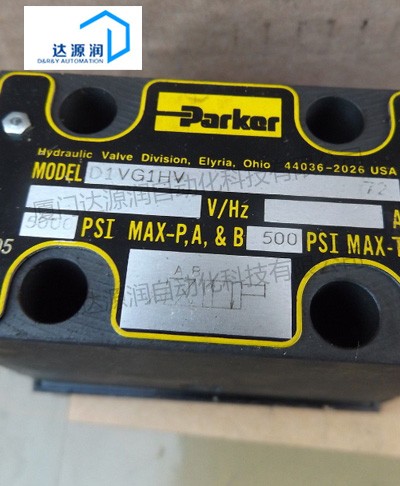 达源润
D&R&Y AUTOMATION
Parker
Hydraulic Valve Division, Elyria, Ohio 44036-2026 USA
MODEL D1VG1HV 72
V/Hz A
PSI MAX-P,A, & B 500 PSI MAX-T
05
A B
厦门达源润自动化科技有限
达源润自动化科技有